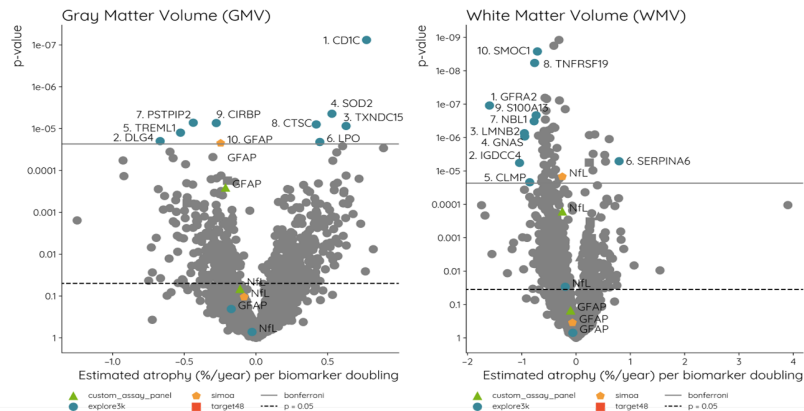 Gray Matter Volume (GMV)
p-value
1e-07
1e-06
1e-05
0.0001
0.001
0.01
0.1
1
1. CD1C
4. SOD2
3. TXNDC15
7. PSTPIP2
9. CIRBP
8. CTSC
5. TREML1
2. DLG4
10. GFAP
6. LPO
GFAP
GFAP
NfL
NfL
GFAP
NfL
−1.0
−0.5
0.0
0.5
Estimated atrophy (%/year) per biomarker doubling
custom_assay_panel
simoa
bonferroni
explore3k
target48
p = 0.05
White Matter Volume (WMV)
p-value
1e-09
1e-08
1e-07
1e-06
1e-05
0.0001
0.001
0.01
0.1
1
10. SMOC1
8. TNFRSF19
1. GFRA2
9. S100A13
7. NBL1
3. LMNB2
4. GNAS
2. IGDCC4
6. SERPINA6
5. CLMP
NfL
NfL
NfL
GFAP
GFAP
GFAP
−2
−1
0
1
2
3
4
Estimated atrophy (%/year) per biomarker doubling
custom_assay_panel
simoa
bonferroni
explore3k
target48
p = 0.05